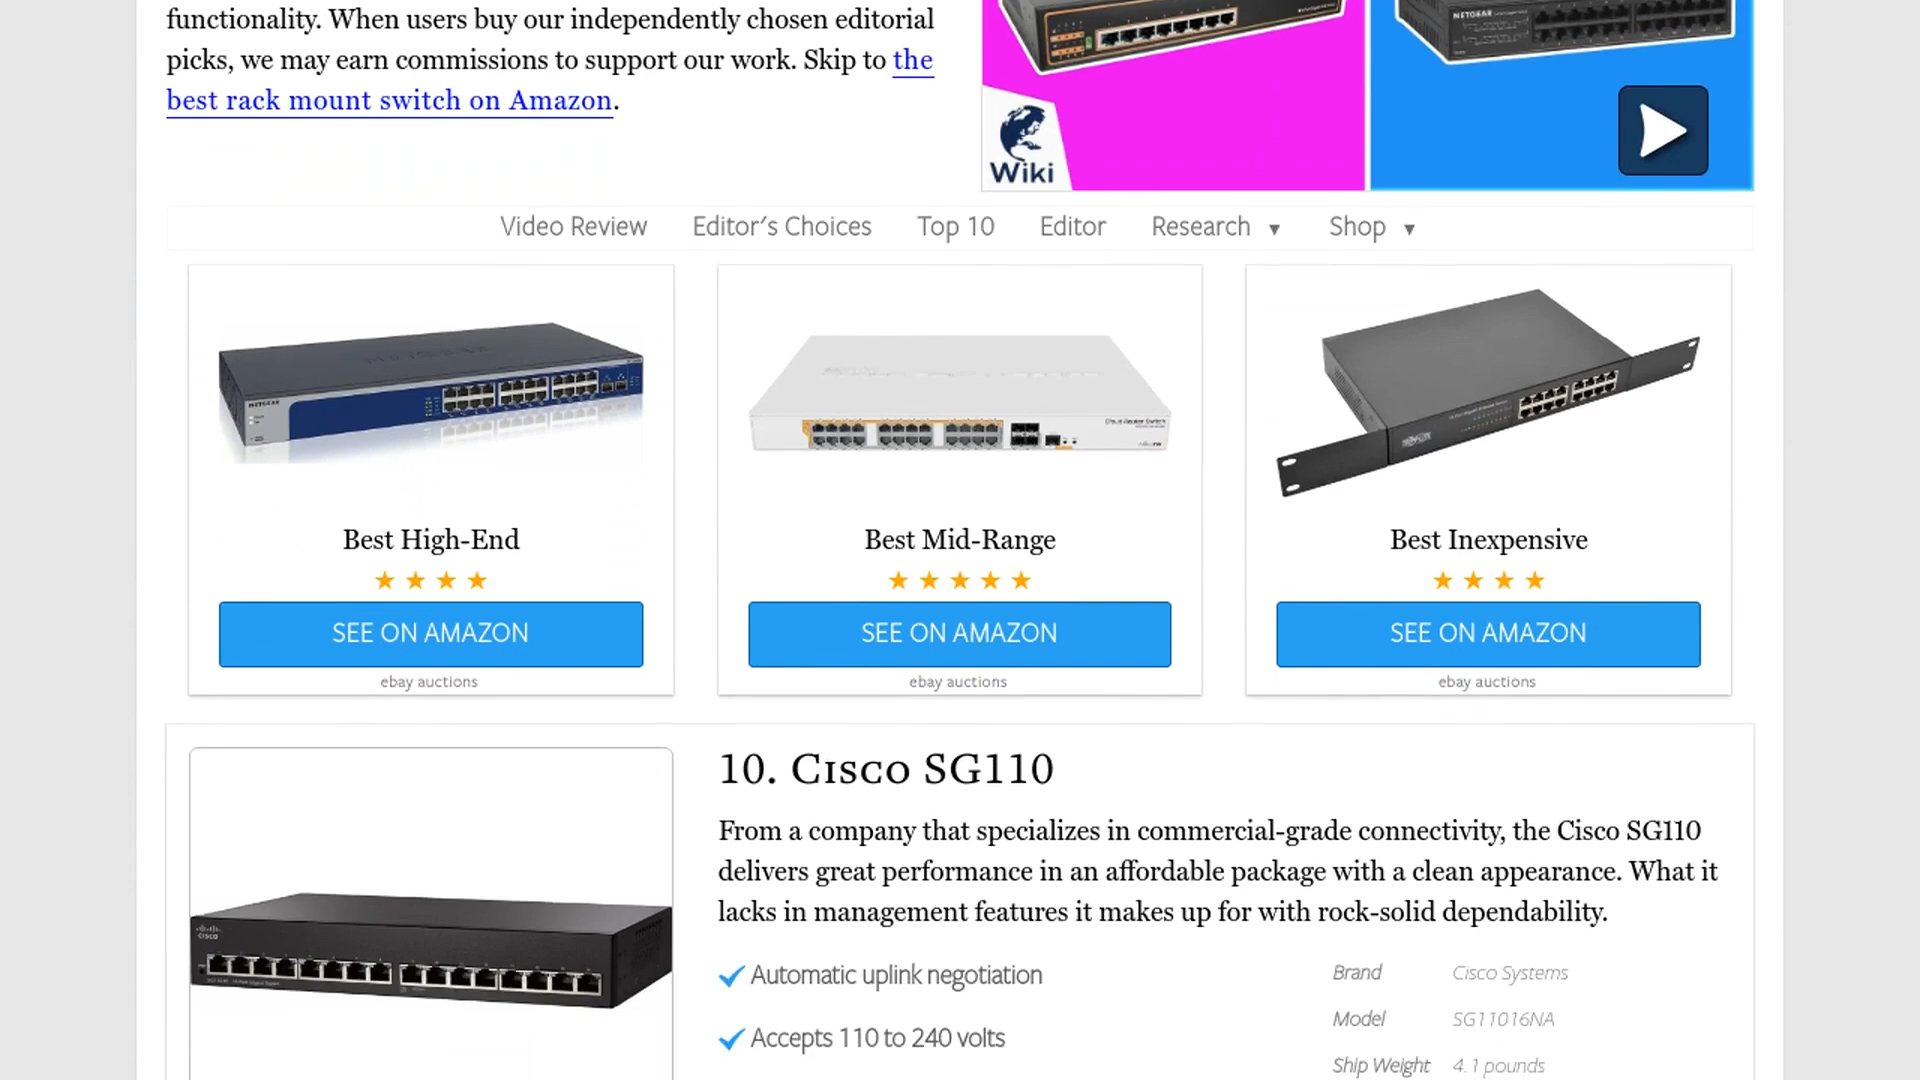 functionality. When users buy our independently chosen editorial
picks, we may earn commissions to support our work. Skip to the
best rack mount switch on Amazon.
NETGEAR
Wiki
Video Review Editor's Choices Top 10 Editor Research ▼ Shop ▼
NETGEAR
Cloud Router Switch
Best High-End Best Mid-Range Best Inexpensive
★ ★ ★ ★ ★ ★ ★ ★ ★ ★ ★ ★ ★
SEE ON AMAZON SEE ON AMAZON SEE ON AMAZON
ebay auctions ebay auctions ebay auctions
10. Cisco SG110
From a company that specializes in commercial-grade connectivity, the Cisco SG110
delivers great performance in an affordable package with a clean appearance. What it
lacks in management features it makes up for with rock-solid dependability.
CISCO
Automatic uplink negotiation
Accepts 110 to 240 volts
Brand Cisco Systems
Model SG11016NA
Ship Weight 4.1 pounds